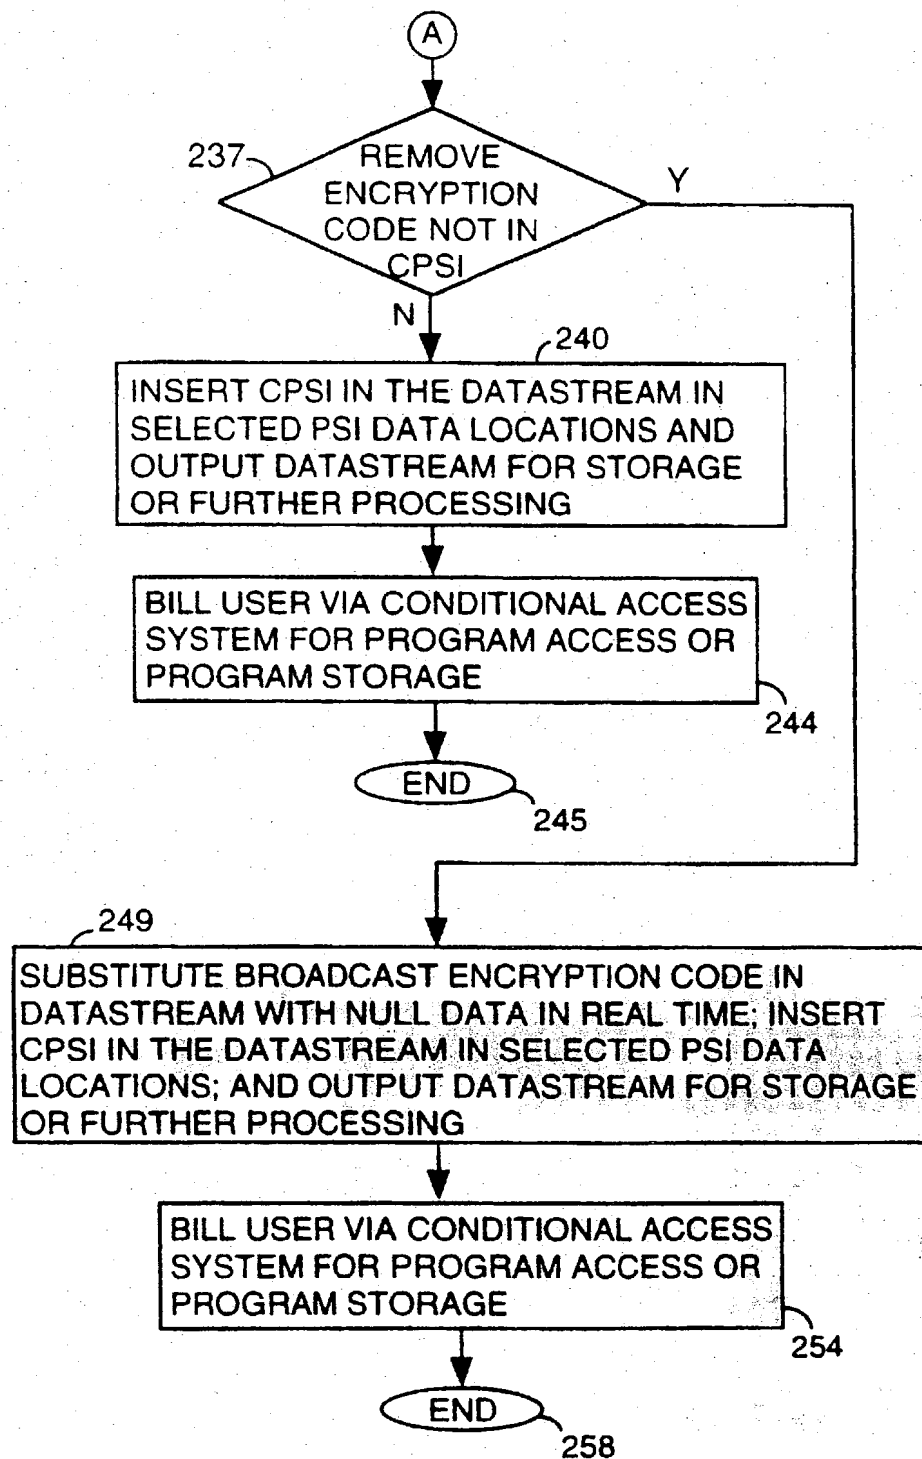 A
237
REMOVE
ENCRYPTION
CODE NOT IN
CPSI
Y
N
240
INSERT CPSI IN THE DATASTREAM IN
SELECTED PSI DATA LOCATIONS AND
OUTPUT DATASTREAM FOR STORAGE
OR FURTHER PROCESSING
BILL USER VIA CONDITIONAL ACCESS
SYSTEM FOR PROGRAM ACCESS OR
PROGRAM STORAGE
244
END
245
249
SUBSTITUTE BROADCAST ENCRYPTION CODE IN
DATASTREAM WITH NULL DATA IN REAL TIME; INSERT
CPSI IN THE DATASTREAM IN SELECTED PSI DATA
LOCATIONS; AND OUTPUT DATASTREAM FOR STORAGE
OR FURTHER PROCESSING
BILL USER VIA CONDITIONAL ACCESS
SYSTEM FOR PROGRAM ACCESS OR
PROGRAM STORAGE
254
END
258